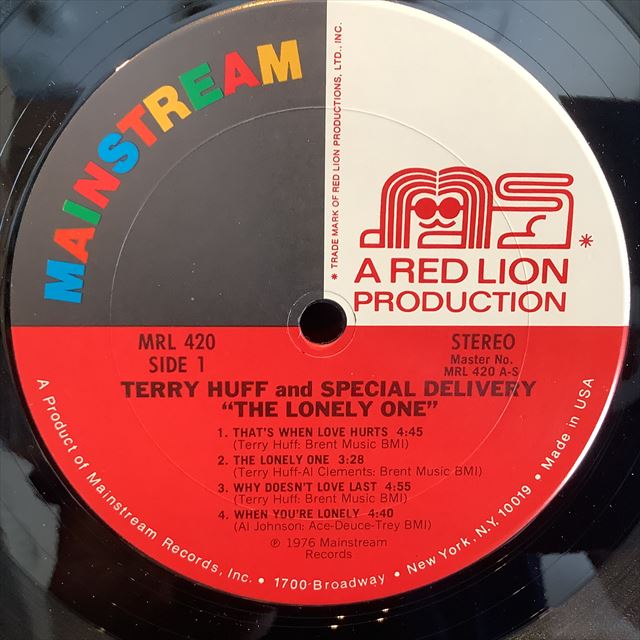 MAINSTREAM
* TRADE MARK OF RED LION PRODUCTIONS, LTD., INC.
*
A RED LION
PRODUCTION
MRL 420
SIDE 1
STEREO
Master No.
MRL 420 A-S
TERRY HUFF and SPECIAL DELIVERY
"THE LONELY ONE"
1. THAT'S WHEN LOVE HURTS 4:45
(Terry Huff: Brent Music BMI)
2. THE LONELY ONE 3:28
(Terry Huff-Al Clements: Brent Music BMI)
3. WHY DOESN'T LOVE LAST 4:55
(Terry Huff: Brent Music BMI)
4. WHEN YOU'RE LONELY 4:40
(Al Johnson: Ace-Deuce-Trey BMI)
℗ 1976 Mainstream
Records
A Product of Mainstream Records, Inc. • 1700 Broadway • New York, N.Y. 10019 • Made in USA